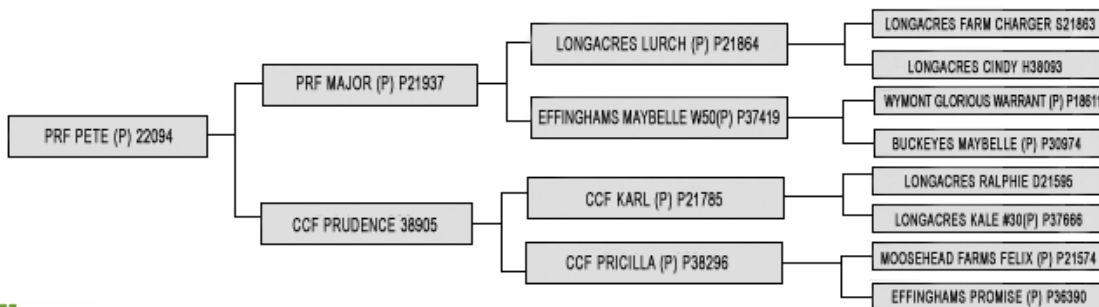 LONGACRES FARM CHARGER S21863
LONGACRES LURCH (P) P21864
LONGACRES CINDY H38093
PRF MAJOR (P) P21937
WYMONT GLORIOUS WARRANT (P) P18611
EFFINGHAMS MAYBELLE W50(P) P37419
BUCKEYES MAYBELLE (P) P30974
PRF PETE (P) 22094
LONGACRES RALPHIE D21595
CCF KARL (P) P21785
LONGACRES KALE #30(P) P37666
CCF PRUDENCE 38905
MOOSEHEAD FARMS FELIX (P) P21574
CCF PRICILLA (P) P38296
EFFINGHAMS PROMISE (P) P36390